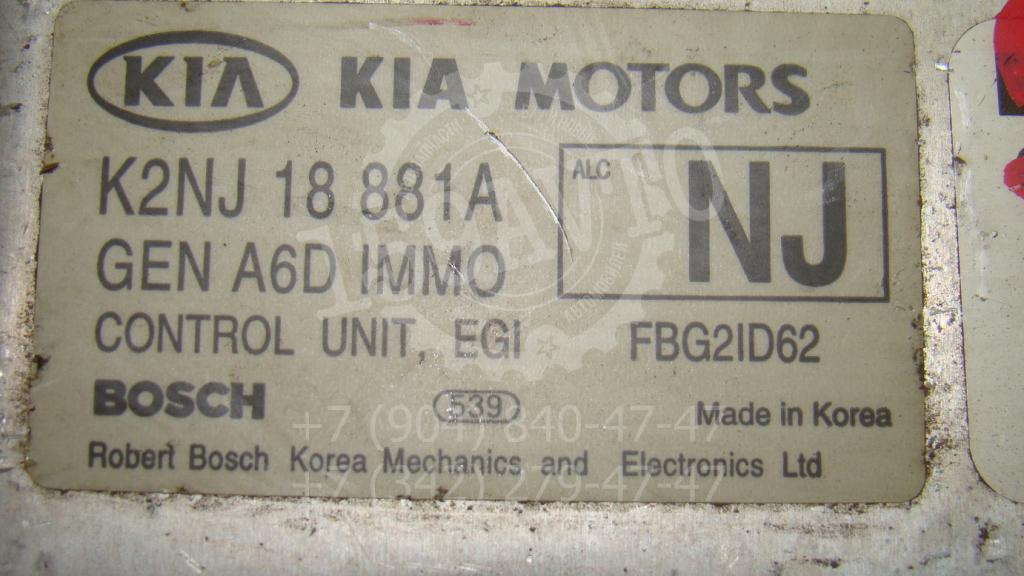 KIA KIA MOTORS
K2NJ 18 881A
ALC NJ
GEN A6D IMMO
CONTROL UNIT, EGI FBG2ID62
BOSCH 539 Made in Korea
Robert Bosch Korea Mechanics and Electronics Ltd
+7 (904) 840-47-47
+7 (342) 279-47-47